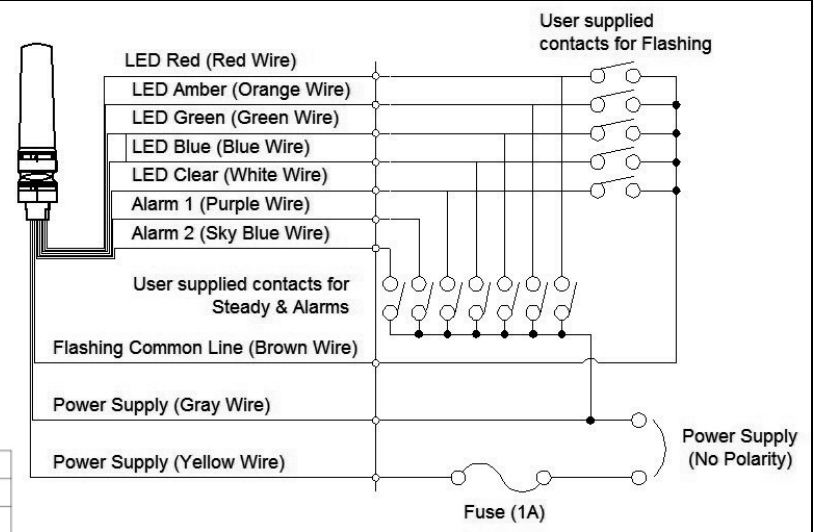 User supplied
contacts for Flashing
LED Red (Red Wire)
LED Amber (Orange Wire)
LED Green (Green Wire)
LED Blue (Blue Wire)
LED Clear (White Wire)
Alarm 1 (Purple Wire)
Alarm 2 (Sky Blue Wire)
User supplied contacts for
Steady & Alarms
Flashing Common Line (Brown Wire)
Power Supply (Gray Wire)
Power Supply
(No Polarity)
Power Supply (Yellow Wire)
Fuse (1A)